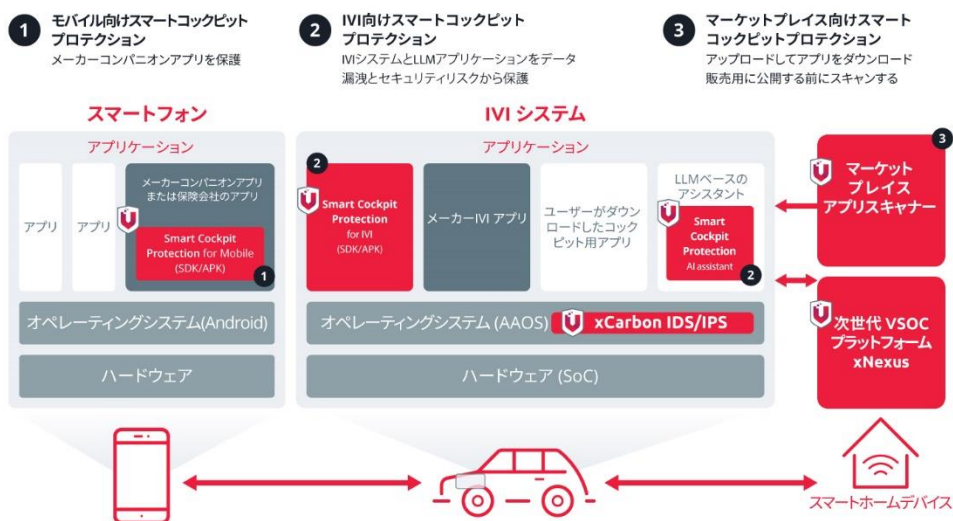 1
モバイル向けスマートコックピット
プロテクション
メーカーコンパニオンアプリを保護
2
IVI向けスマートコックピット
プロテクション
IVIシステムとLLMアプリケーションをデータ
漏洩とセキュリティリスクから保護
3
マーケットプレイス向けスマート
コックピットプロテクション
アップロードしてアプリをダウンロード
販売用に公開する前にスキャンする
スマートフォン
アプリケーション
アプリ
アプリ
メーカーコンパニオンアプリ
または保険会社のアプリ
Smart Cockpit
Protection for Mobile
(SDK/APK)
1
オペレーティングシステム(Android)
ハードウェア
IVI システム
アプリケーション
2
Smart Cockpit
Protection
for IVI
(SDK/APK)
メーカーIVI アプリ
ユーザーがダウン
ロードしたコック
ピット用アプリ
LLMベースの
アシスタント
Smart
Cockpit
Protection
AI assistant
2
オペレーティングシステム (AAOS)
xCarbon IDS/IPS
ハードウェア (SoC)
3
マーケット
プレイス
アプリスキャナー
次世代 VSOC
プラットフォーム
xNexus
スマートホームデバイス